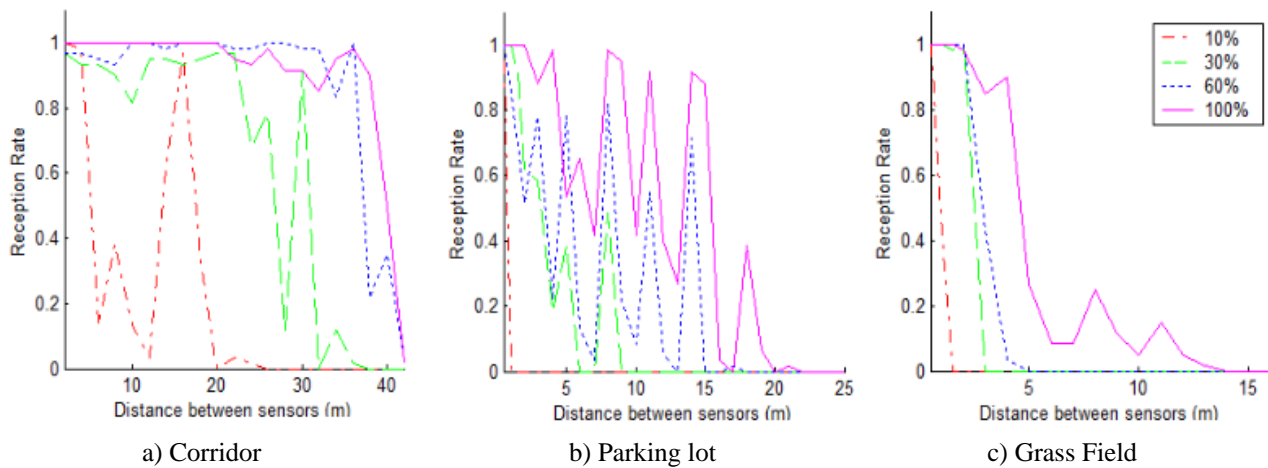 1
0.8
0.6
0.4
0.2
0
Reception Rate
10 20 30 40
Distance between sensors (m)
a) Corridor
1
0.8
0.6
0.4
0.2
0
Reception Rate
5 10 15 20 25
Distance between sensors (m)
b) Parking lot
1
0.8
0.6
0.4
0.2
0
Reception Rate
5 10 15
Distance between sensors (m)
c) Grass Field
10%
30%
60%
100%